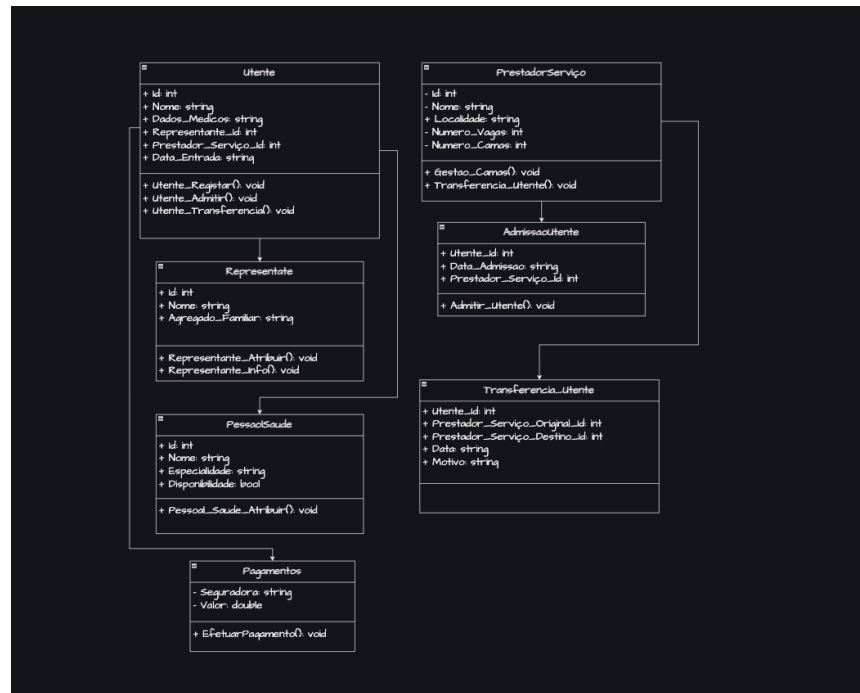 Utente
+ Id: int
+ Nome: string
+ Dados_Medicos: string
+ Representante_Id: int
+ Prestador_Serviço_Id: int
+ Data_Entrada: string
+ Utente_Registar(): void
+ Utente_Admitir(): void
+ Utente_Transferencia(): void
PrestadorServiço
- Id: int
- Nome: string
+ Localidade: string
- Numero_Vagas: int
- Numero_Camas: int
+ Gestao_Camas(): void
+ Transferencia_Utente(): void
AdmissaoUtente
+ Utente_Id: int
+ Data_Admissao: string
+ Prestador_Serviço_Id: int
+ Admitir_Utente(): void
Representate
+ Id: int
+ Nome: string
+ Agregado_Familiar: string
+ Representante_Atribuir(): void
+ Representante_Info(): void
Transferencia_Utente
+ Utente_Id: int
+ Prestador_Serviço_Original_Id: int
+ Prestador_Serviço_Destino_Id: int
+ Data: string
+ Motivo: string
PessaolSaude
+ Id: int
+ Nome: string
+ Especialidade: string
+ Disponibilidade: bool
+ Pessoal_Saude_Atribuir(): void
Pagamentos
- Seguradora: string
- Valor: double
+ EfetuarPagamento(): void